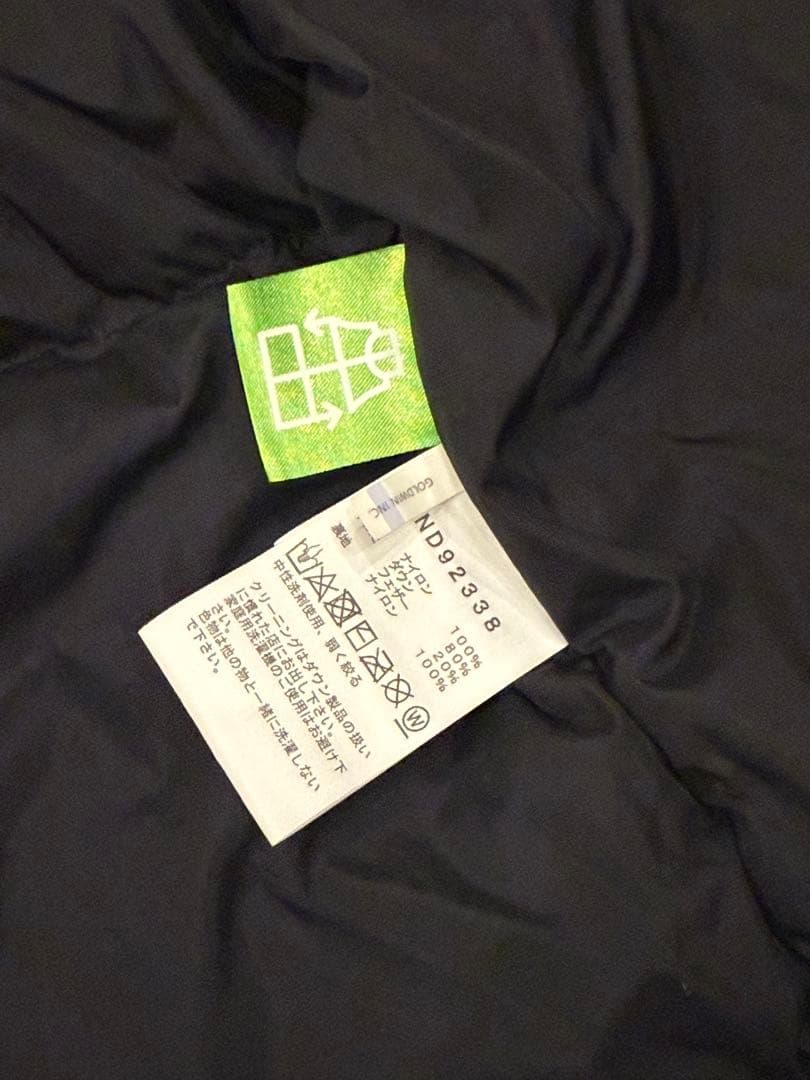 GOLDWIN INC
ND92338
ナイロン 100%
ダウン 80%
フェザー 20%
裏地 ナイロン 100%
中性洗剤使用、弱く絞る
クリーニングはダウン製品の扱い
に慣れた店にお出し下さい。
家庭用洗濯機のご使用はお避け下
さい。
色物は他の物と一緒に洗濯しない
で下さい。